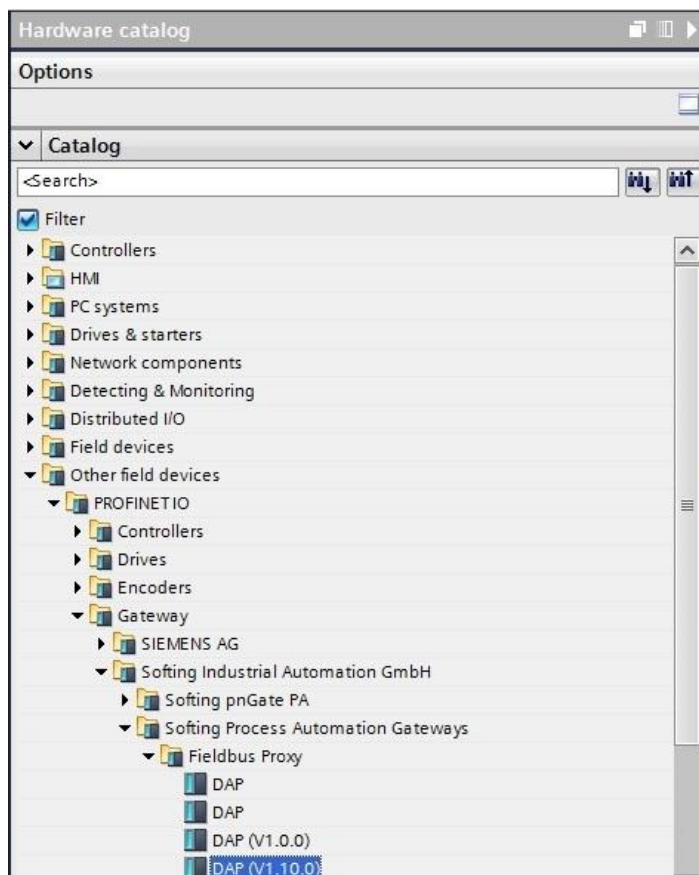 Hardware catalog
Options
Catalog
<Search>
Filter
Controllers
HMI
PC systems
Drives & starters
Network components
Detecting & Monitoring
Distributed I/O
Field devices
Other field devices
PROFINET IO
Controllers
Drives
Encoders
Gateway
SIEMENS AG
Softing Industrial Automation GmbH
Softing pnGate PA
Softing Process Automation Gateways
Fieldbus Proxy
DAP
DAP
DAP (V1.0.0)
DAP (V1.10.0)